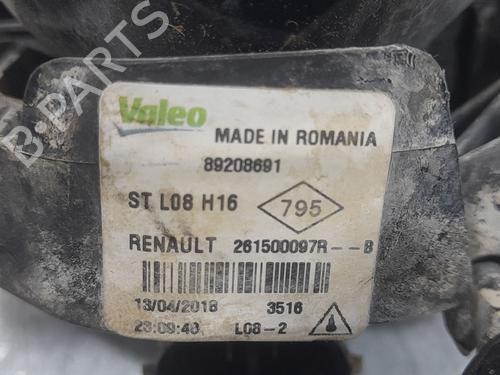 B-PARTS
Valeo
MADE IN ROMANIA
89208691
ST L08 H16 795
RENAULT 261500097R--B
13/04/2018 3516
23:09:43 L08-2